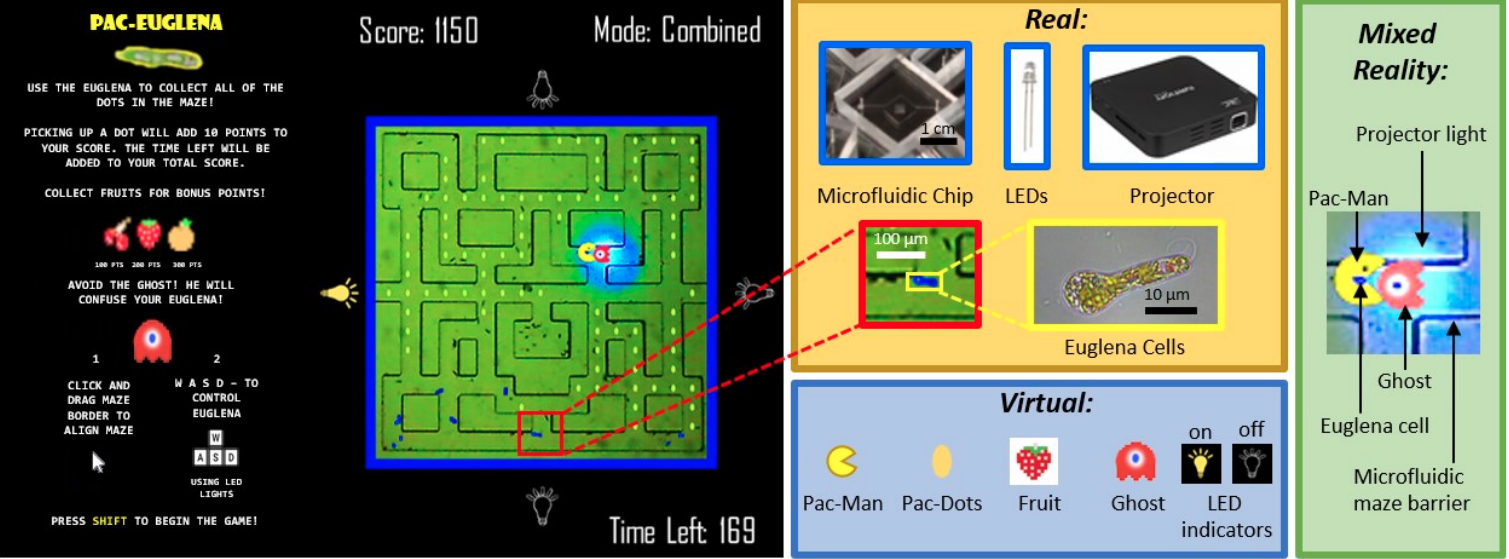 PAC-EUGLENA
USE THE EUGLENA TO COLLECT ALL OF THE
DOTS IN THE MAZE!
PICKING UP A DOT WILL ADD 10 POINTS TO
YOUR SCORE. THE TIME LEFT WILL BE
ADDED TO YOUR TOTAL SCORE.
COLLECT FRUITS FOR BONUS POINTS!
100 PTS 200 PTS 300 PTS
AVOID THE GHOST! HE WILL
CONFUSE YOUR EUGLENA!
1
CLICK AND
DRAG MAZE
BORDER TO
ALIGN MAZE
2
W A S D – TO
CONTROL
EUGLENA
W
A S D
USING LED
LIGHTS
PRESS SHIFT TO BEGIN THE GAME!
Score: 1150
Mode: Combined
Time Left: 169
Real:
1 cm
Microfluidic Chip
LEDs
Projector
100 µm
10 µm
Euglena Cells
Virtual:
Pac-Man
Pac-Dots
Fruit
Ghost
on
off
LED
indicators
Mixed
Reality:
Projector light
Pac-Man
Ghost
Euglena cell
Microfluidic
maze barrier